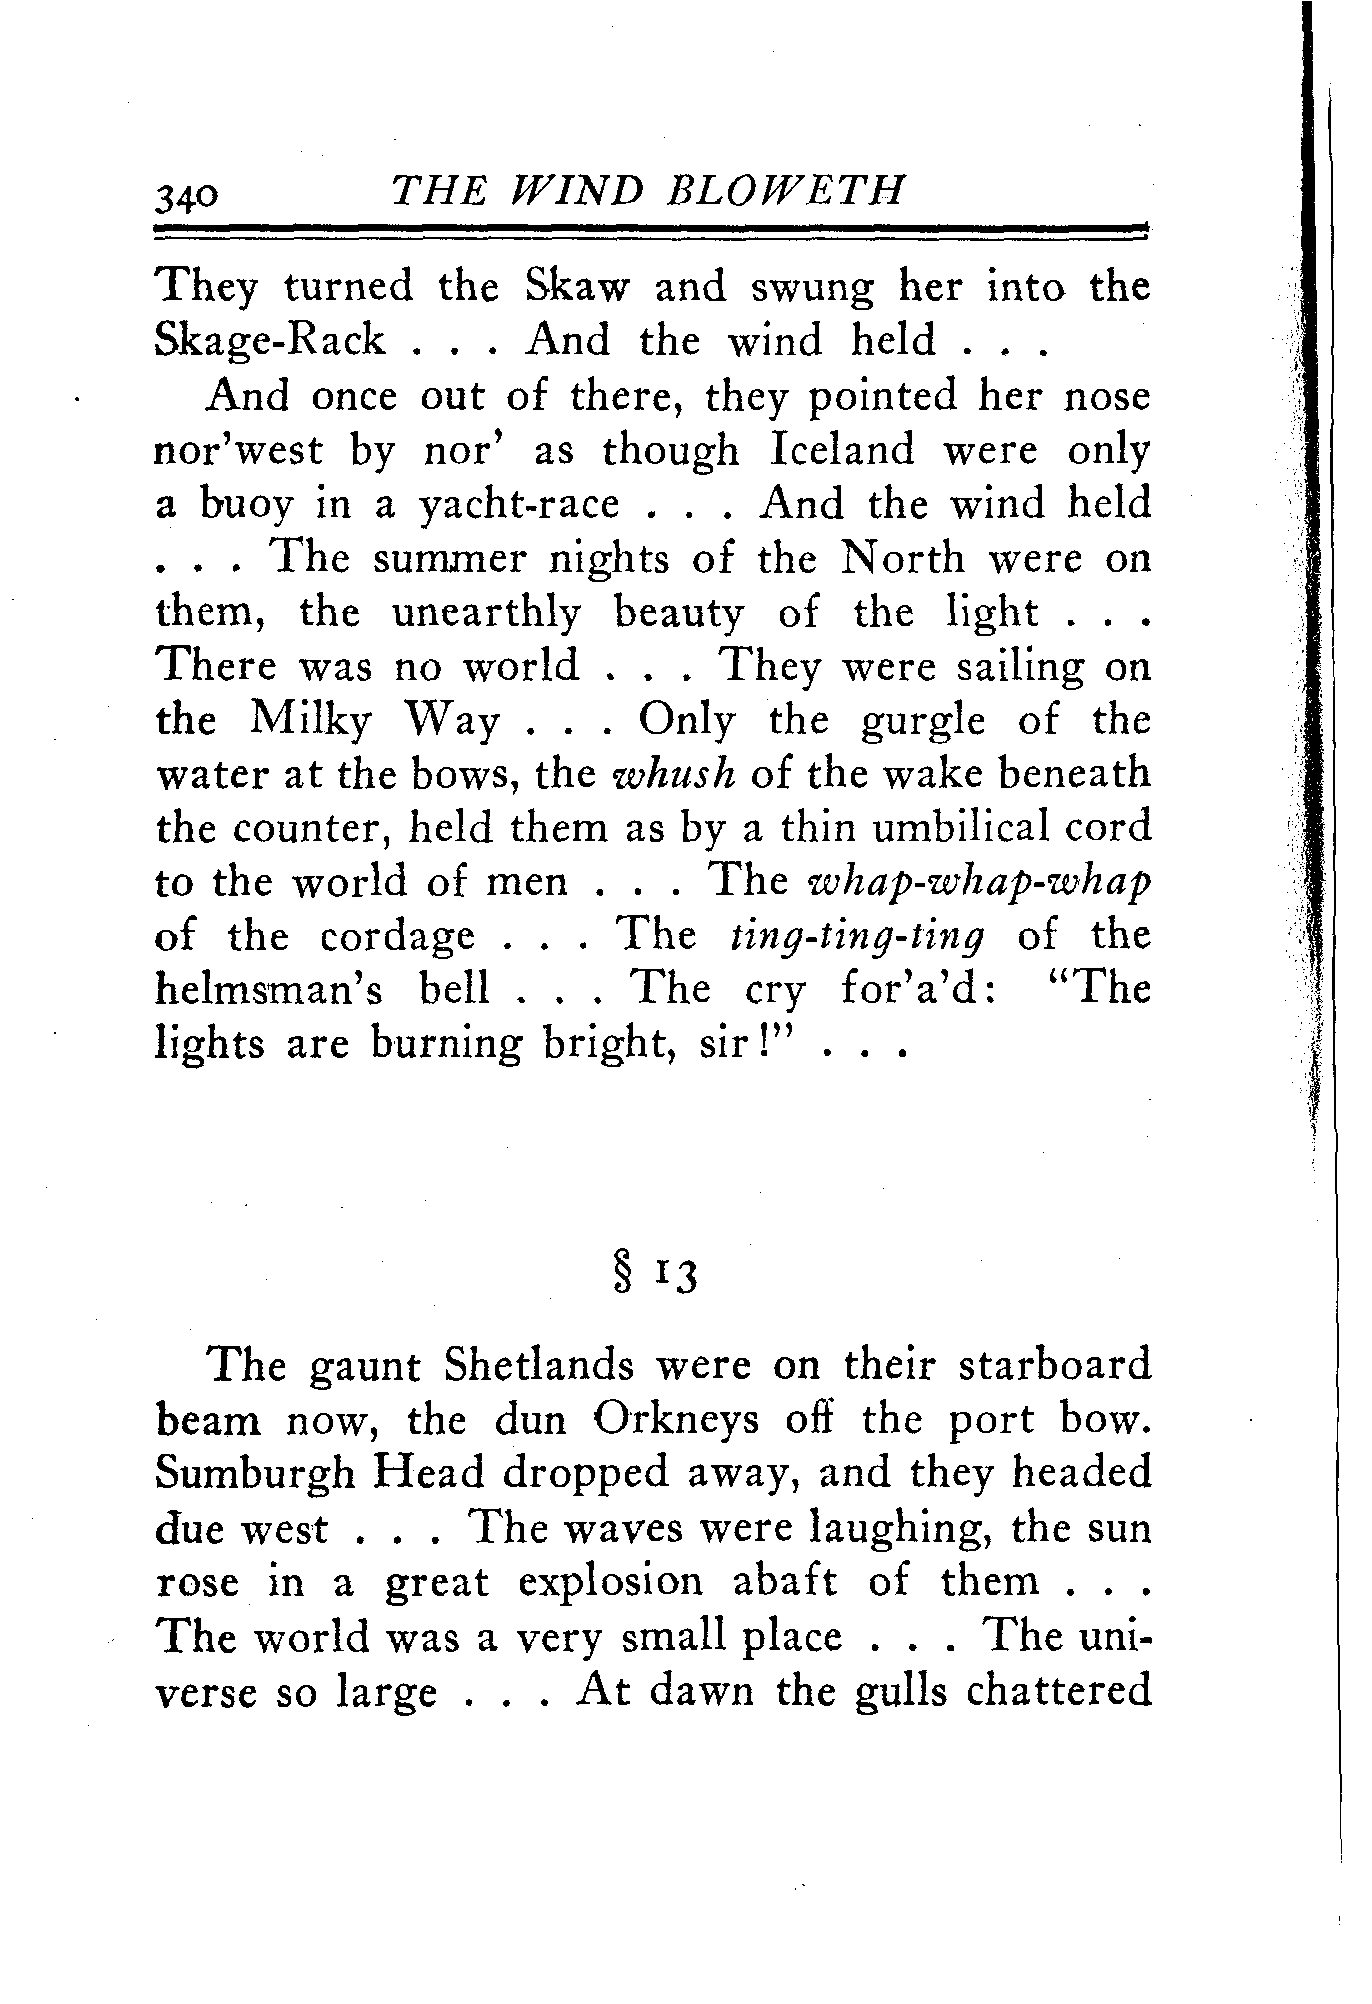 340 THE WIND BLOWETH
They turned the Skaw and swung her into the
Skage-Rack . . . And the wind held . . .
And once out of there, they pointed her nose
nor'west by nor' as though Iceland were only
a buoy in a yacht-race . . . And the wind held
. . . The summer nights of the North were on
them, the unearthly beauty of the light . . .
There was no world . . . They were sailing on
the Milky Way . . . Only the gurgle of the
water at the bows, the whush of the wake beneath
the counter, held them as by a thin umbilical cord
to the world of men . . . The whap-whap-whap
of the cordage . . . The ting-ting-ting of the
helmsman's bell . . . The cry for'a'd: "The
lights are burning bright, sir!" . . .
§ 13
The gaunt Shetlands were on their starboard
beam now, the dun Orkneys off the port bow.
Sumburgh Head dropped away, and they headed
due west . . . The waves were laughing, the sun
rose in a great explosion abaft of them . . .
The world was a very small place . . . The uni-
verse so large . . . At dawn the gulls chattered